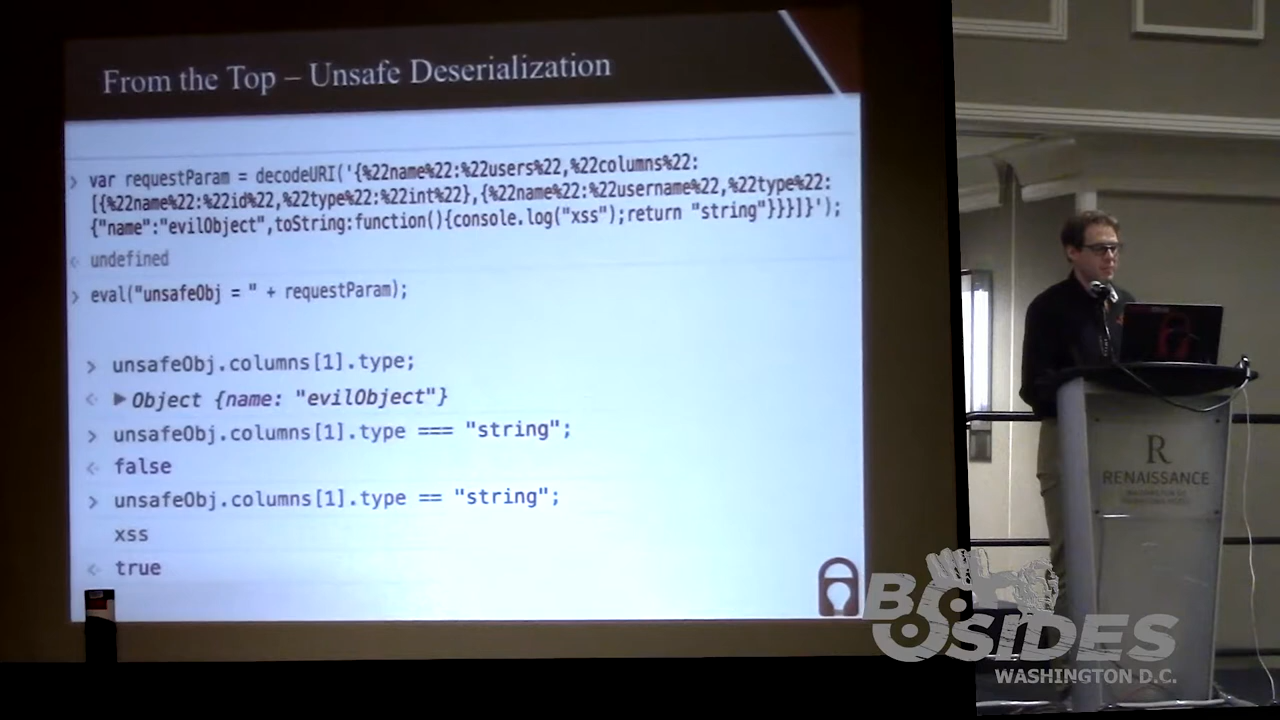 From the Top – Unsafe Deserialization
> var requestParam = decodeURI('{%22name%22:%22users%22,%22columns%22:
[{%22name%22:%22id%22,%22type%22:%22int%22},{%22name%22:%22username%22,%22type%22:
{"name":"evilObject",toString:function(){console.log("xss");return "string"}}}]}');
< undefined
> eval("unsafeObj = " + requestParam);
> unsafeObj.columns[1].type;
< ▶ Object {name: "evilObject"}
> unsafeObj.columns[1].type === "string";
< false
> unsafeObj.columns[1].type == "string";
xss
< true
R
RENAISSANCE
BSIDES
WASHINGTON D.C.